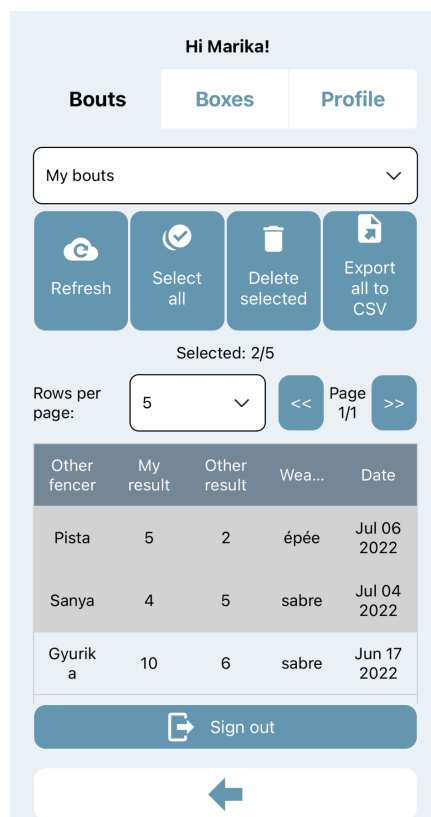 Hi Marika!
Bouts Boxes Profile
My bouts
Refresh
Select
all
Delete
selected
Export
all to
CSV
Selected: 2/5
Rows per
page:
5
<<
Page
1/1
>>
Other
fencer
My
result
Other
result
Wea...
Date
Pista 5 2 épée Jul 06
2022
Sanya 4 5 sabre Jul 04
2022
Gyurik
a
10 6 sabre Jun 17
2022
Sign out